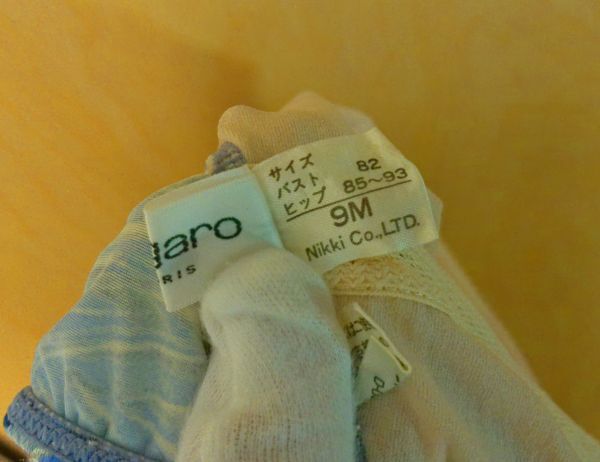 サイズ
バスト 82
ヒップ 85〜93
9M
Nikki Co.,LTD.
garo
RIS